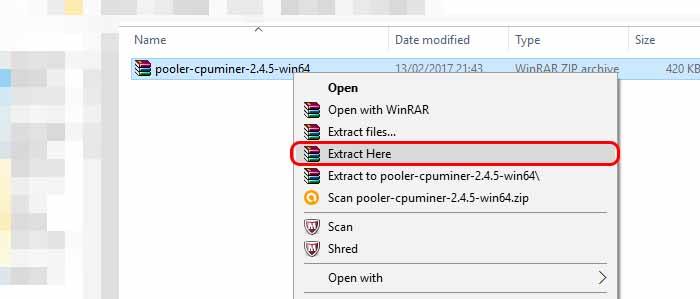 Name Date modified Type Size
pooler-cpuminer-2.4.5-win64 13/02/2017 21:43 WinRAR ZIP archive 420 KB
Open
Open with WinRAR
Extract files...
Extract Here
Extract to pooler-cpuminer-2.4.5-win64\
Scan pooler-cpuminer-2.4.5-win64.zip
Scan
Shred
Open with